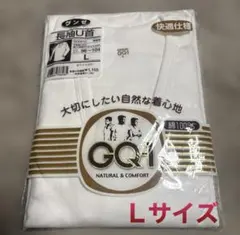 グンゼ
快適仕様
長袖U首
L
大切にしたい自然な着心地
綿100%
GQ-1
NATURAL & COMFORT
Lサイズ